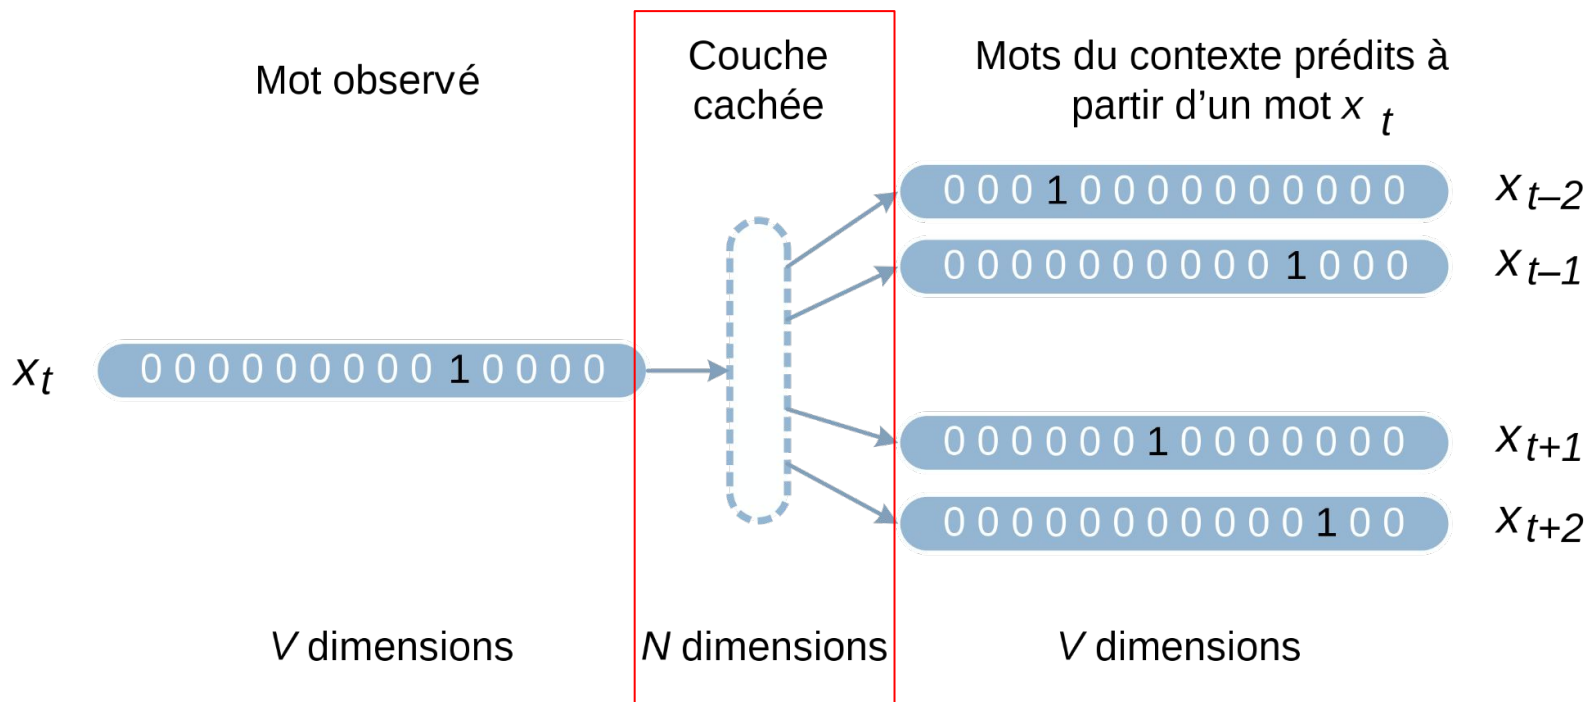 Mot observé
Couche
cachée
Mots du contexte prédits à
partir d’un mot x t
0 0 0 1 0 0 0 0 0 0 0 0 0 0
x t–2
0 0 0 0 0 0 0 0 0 0 1 0 0 0
x t–1
x t
0 0 0 0 0 0 0 0 0 1 0 0 0 0
0 0 0 0 0 0 1 0 0 0 0 0 0 0
x t+1
0 0 0 0 0 0 0 0 0 0 0 1 0 0
x t+2
V dimensions
N dimensions
V dimensions